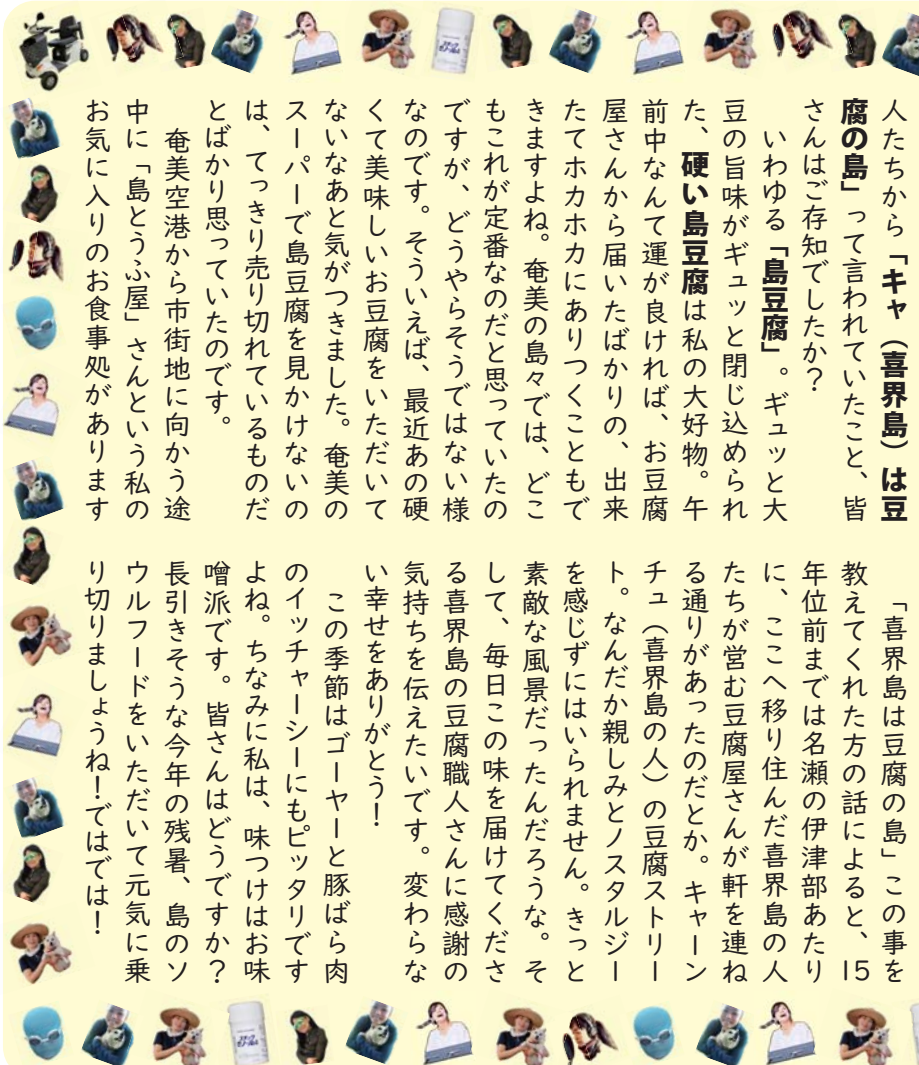 人たちから「キャ(喜界島)は豆
腐の島」って言われていたこと、皆
さんはご存知でしたか?
いわゆる「島豆腐」。ギュッと大
豆の旨味がギュッと閉じ込められ
た、硬い島豆腐は私の大好物。午
前中なんて運が良ければ、お豆腐
屋さんから届いたばかりの、出来
たてホカホカにありつくこともで
きますよね。奄美の島々では、どこ
もこれが定番なのだと思っていたの
ですが、どうやらそうではない様
なのです。そういえば、最近あの硬
くて美味しいお豆腐をいただいて
ないなあと気がつきました。奄美の
スーパーで島豆腐を見かけないの
は、てっきり売り切れているものだ
とばかり思っていたのです。
奄美空港から市街地に向かう途
中に「島とうふ屋」さんという私の
お気に入りのお食事処があります
「喜界島は豆腐の島」この事を
教えてくれた方の話によると、15
年位前までは名瀬の伊津部あたり
に、ここへ移り住んだ喜界島の人
たちが営む豆腐屋さんが軒を連ね
る通りがあったのだとか。キャーン
チュ(喜界島の人)の豆腐ストリー
ト。なんだか親しみとノスタルジー
を感じずにはいられません。きっと
素敵な風景だったんだろうな。そ
して、毎日この味を届けてくださ
る喜界島の豆腐職人さんに感謝の
気持ちを伝えたいです。変わらな
い幸せをありがとう!
この季節はゴーヤーと豚ばら肉
のイッチャーシーにもピッタリです
よね。ちなみに私は、味つけはお味
噌派です。皆さんはどうですか?
長引きそうな今年の残暑、島のソ
ウルフードをいただいて元気に乗
り切りましょうね!ではでは!